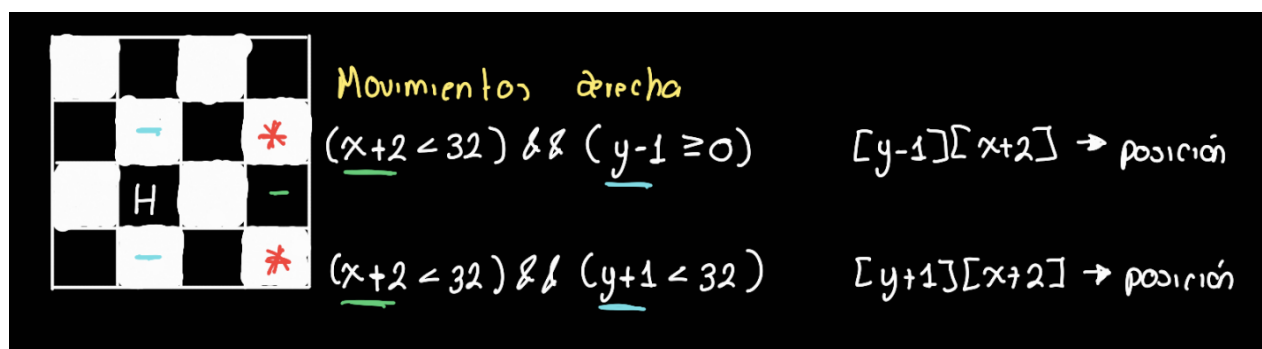 Movimientos derecha
- * (x+2 < 32) && (y-1 ≥ 0) [y-1][x+2] → posición
H -
- * (x+2 < 32) && (y+1 < 32) [y+1][x+2] → posición